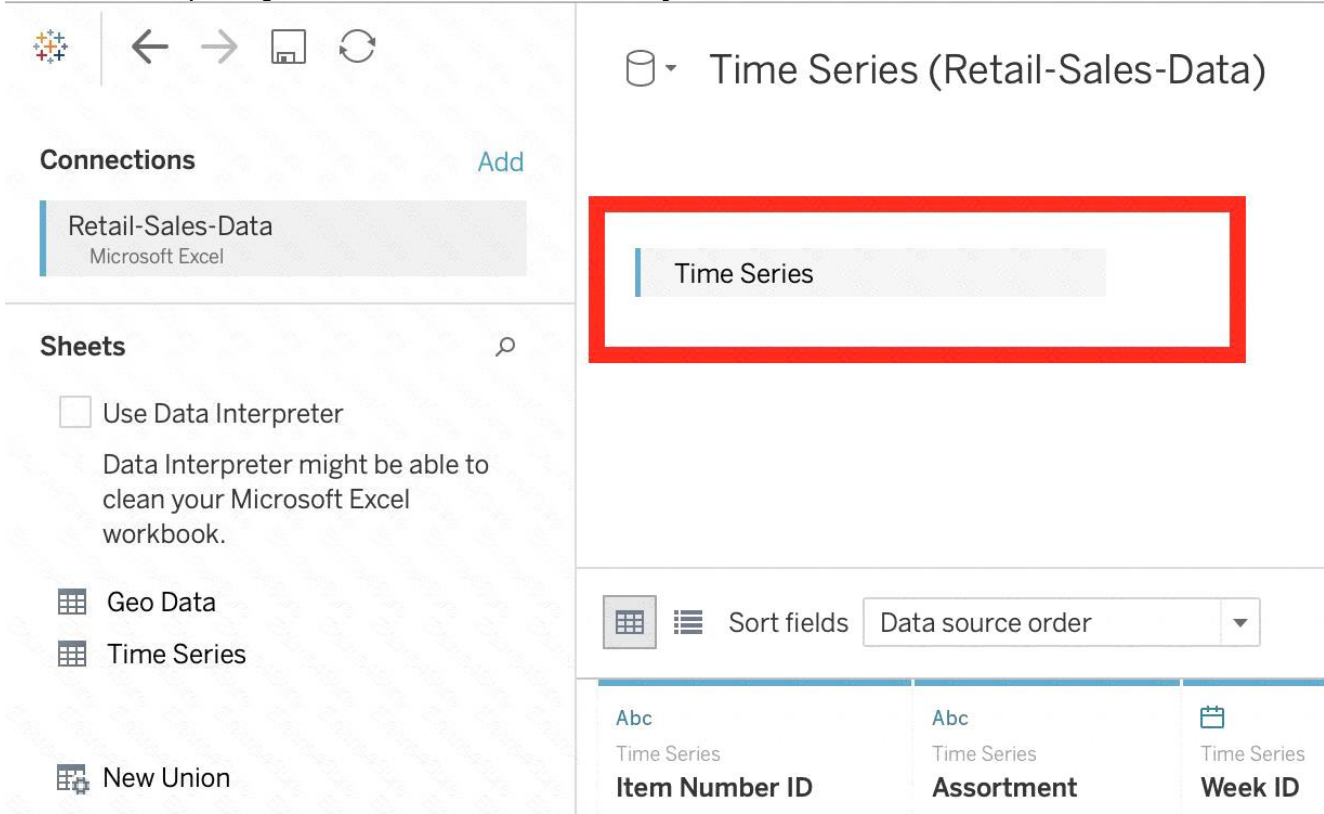 Time Series (Retail-Sales-Data)
Connections
Add
Retail-Sales-Data
Microsoft Excel
Time Series
Sheets
Use Data Interpreter
Data Interpreter might be able to
clean your Microsoft Excel
workbook.
Geo Data
Time Series
New Union
Sort fields
Data source order
Abc
Abc
Time Series
Time Series
Time Series
Item Number ID
Assortment
Week ID